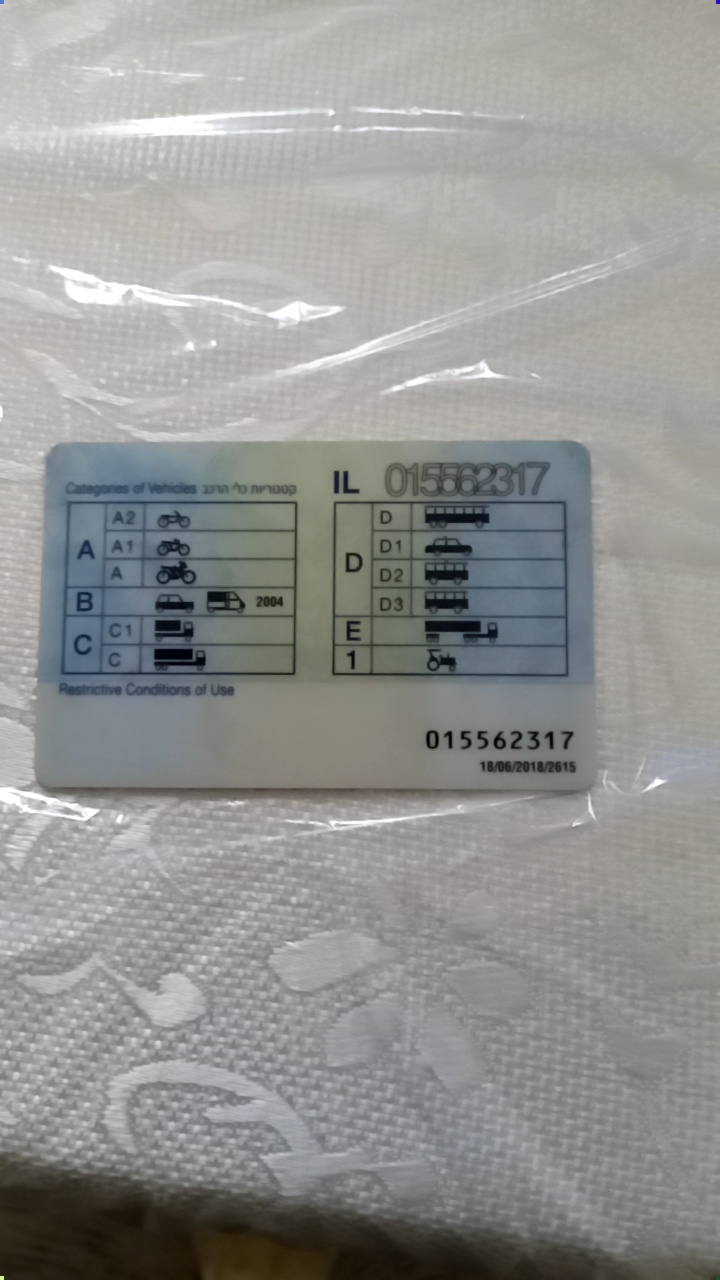 Categories of Vehicles קטגוריות כלי הרכב
IL 015562317
A
A2
A1
A
B 2004
C
C1
C
D
D
D1
D2
D3
E
1
Restrictive Conditions of Use
015562317
18/06/2018/2615